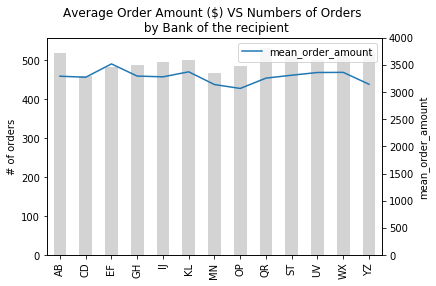 Average Order Amount ($) VS Numbers of Orders
by Bank of the recipient
mean_order_amount
# of orders
500
400
300
200
100
0
4000
3500
3000
2500
2000
1500
1000
500
0
mean_order_amount
AB
CD
EF
GH
IJ
KL
MN
OP
QR
ST
UV
WX
YZ